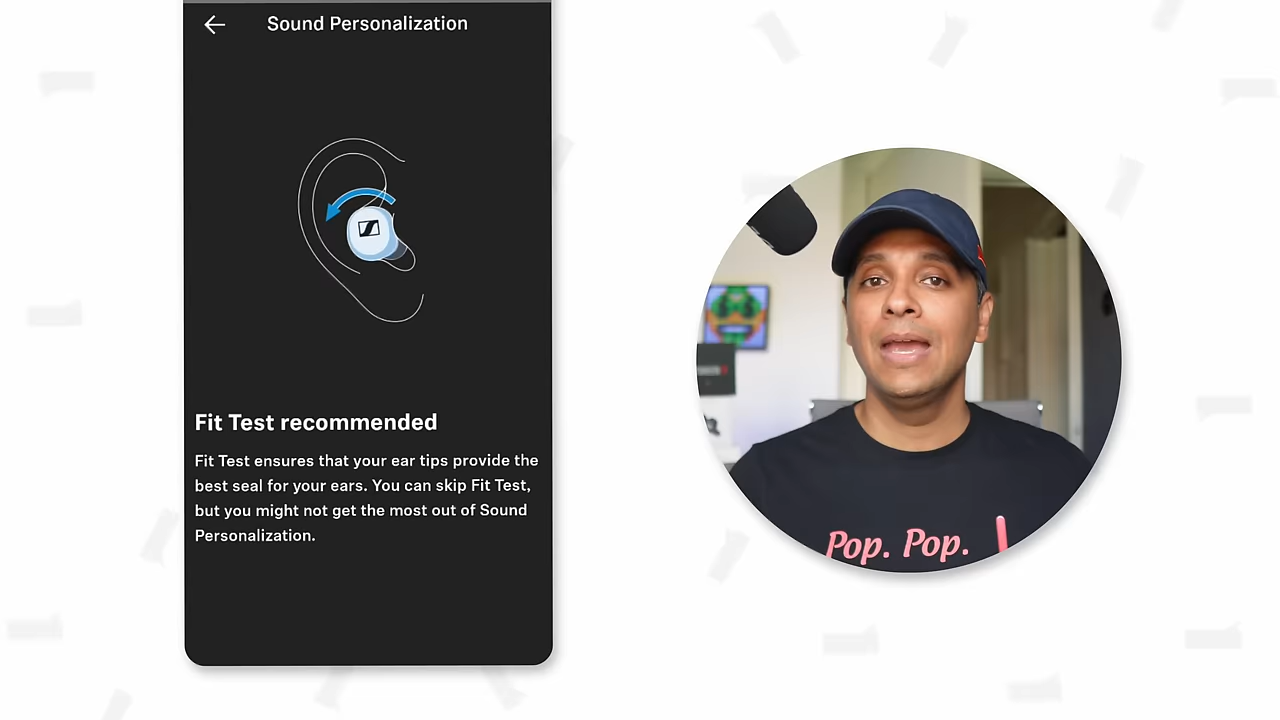 Sound Personalization
Fit Test recommended
Fit Test ensures that your ear tips provide the
best seal for your ears. You can skip Fit Test,
but you might not get the most out of Sound
Personalization.
Pop. Pop.